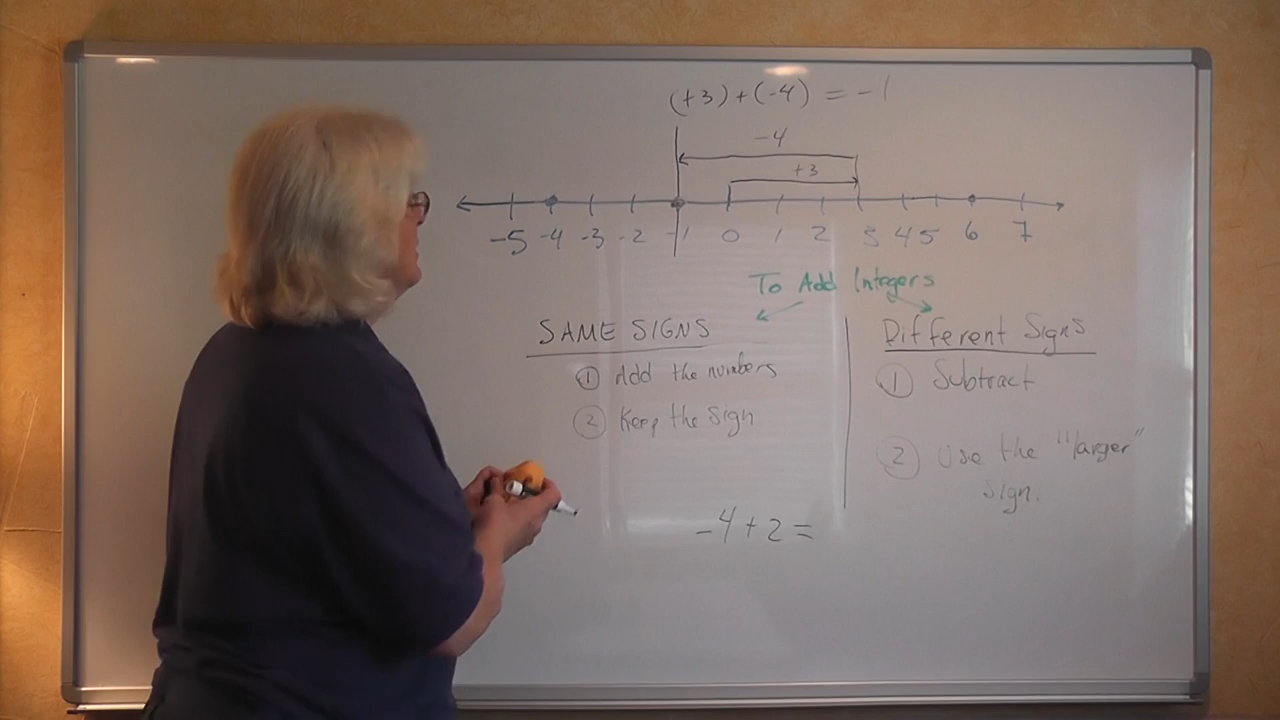 (+3)+(-4) = -1
-4
+3
-5 -4 -3 -2 -1 0 1 2 3 4 5 6 7
To Add Integers
SAME SIGNS
① Add the numbers
② Keep the Sign
Different Signs
① Subtract
② Use the "larger"
sign.
-4+2=